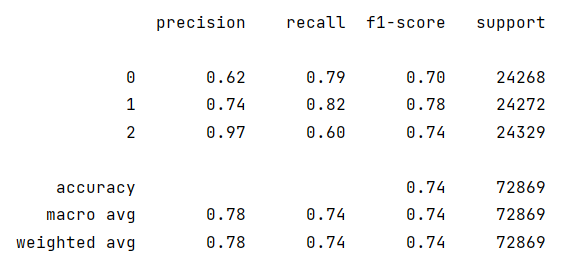 precision recall f1-score support
0 0.62 0.79 0.70 24268
1 0.74 0.82 0.78 24272
2 0.97 0.60 0.74 24329
accuracy 0.74 72869
macro avg 0.78 0.74 0.74 72869
weighted avg 0.78 0.74 0.74 72869